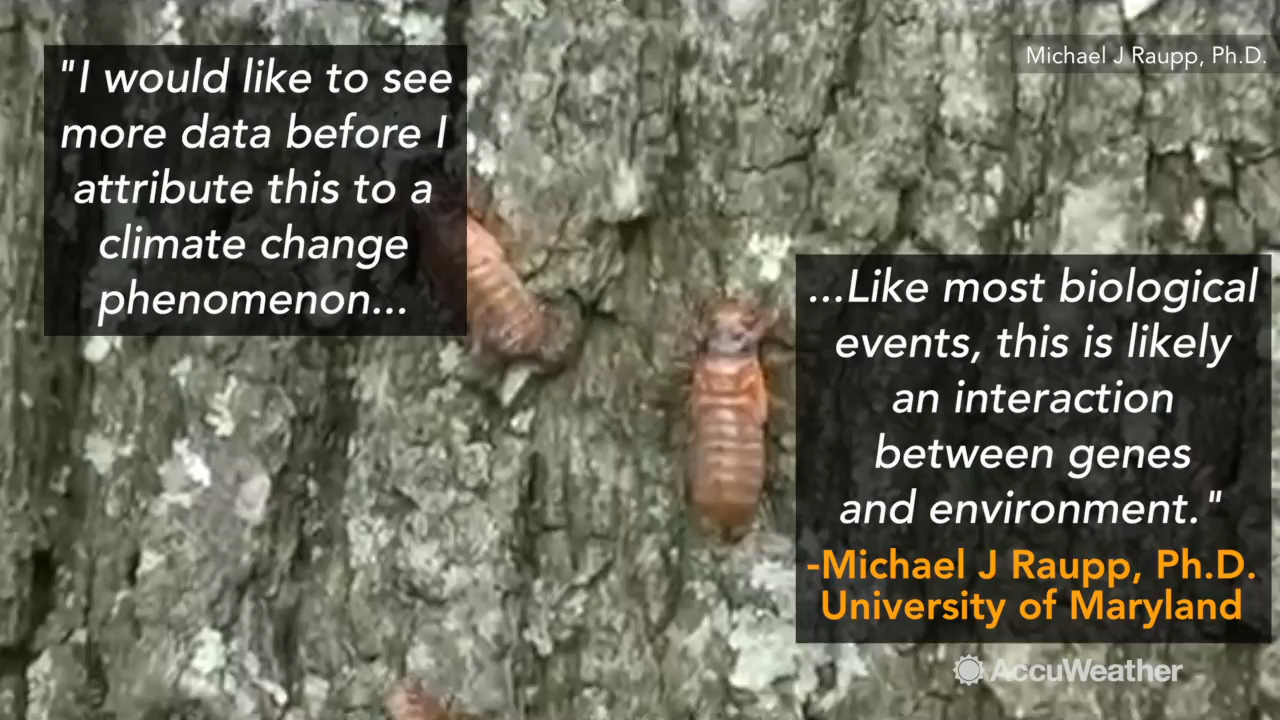 "I would like to see
more data before I
attribute this to a
climate change
phenomenon...
Michael J Raupp, Ph.D.
...Like most biological
events, this is likely
an interaction
between genes
and environment."
-Michael J Raupp, Ph.D.
University of Maryland
AccuWeather